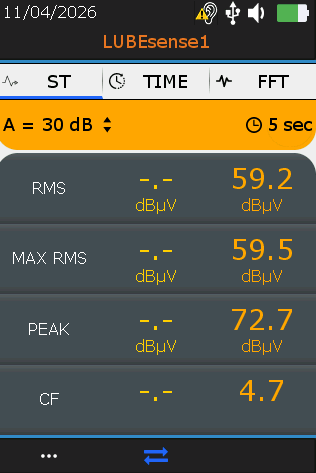 11/04/2026
LUBEsense1
ST TIME FFT
A = 30 dB 5 sec
RMS -.- 59.2
dBµV dBµV
MAX RMS -.- 59.5
dBµV dBµV
PEAK -.- 72.7
dBµV dBµV
CF -.- 4.7
...